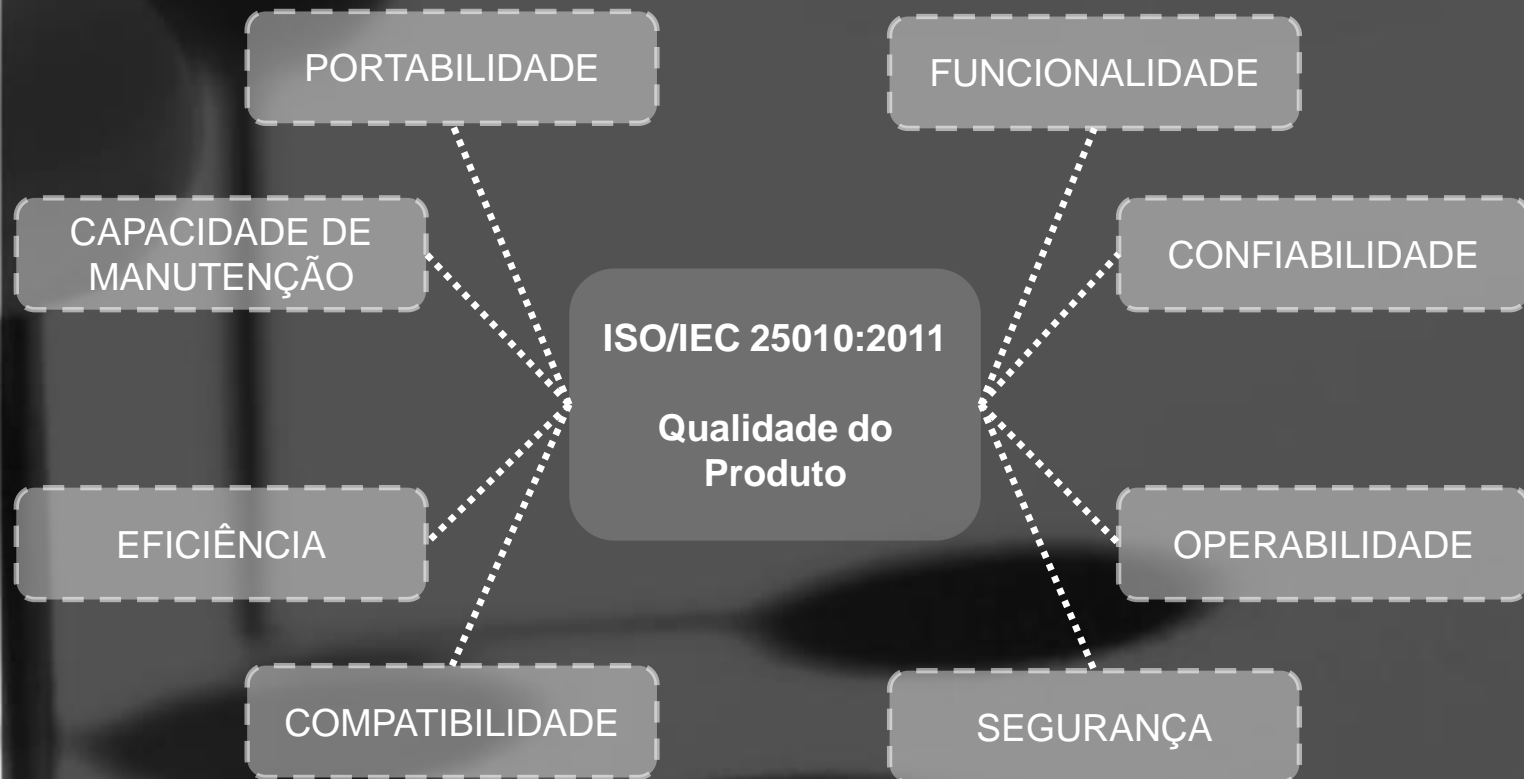 PORTABILIDADE
FUNCIONALIDADE
CAPACIDADE DE
MANUTENÇÃO
CONFIABILIDADE
ISO/IEC 25010:2011
Qualidade do
Produto
EFICIÊNCIA
OPERABILIDADE
COMPATIBILIDADE
SEGURANÇA